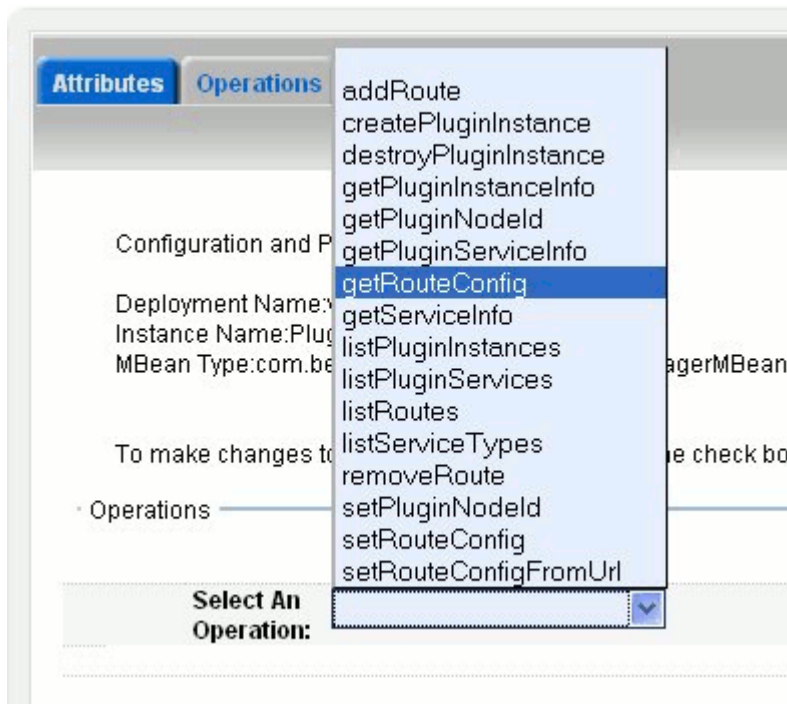 Attributes Operations
addRoute
createPluginInstance
destroyPluginInstance
getPluginInstanceInfo
getPluginNodeId
getPluginServiceInfo
getRouteConfig
getServiceInfo
listPluginInstances
listPluginServices
listRoutes
listServiceTypes
removeRoute
setPluginNodeId
setRouteConfig
setRouteConfigFromUrl
Configuration and P
Deployment Name:
Instance Name:Plug
MBean Type:com.be agerMBean
To make changes to e check bo
Operations
Select An
Operation: